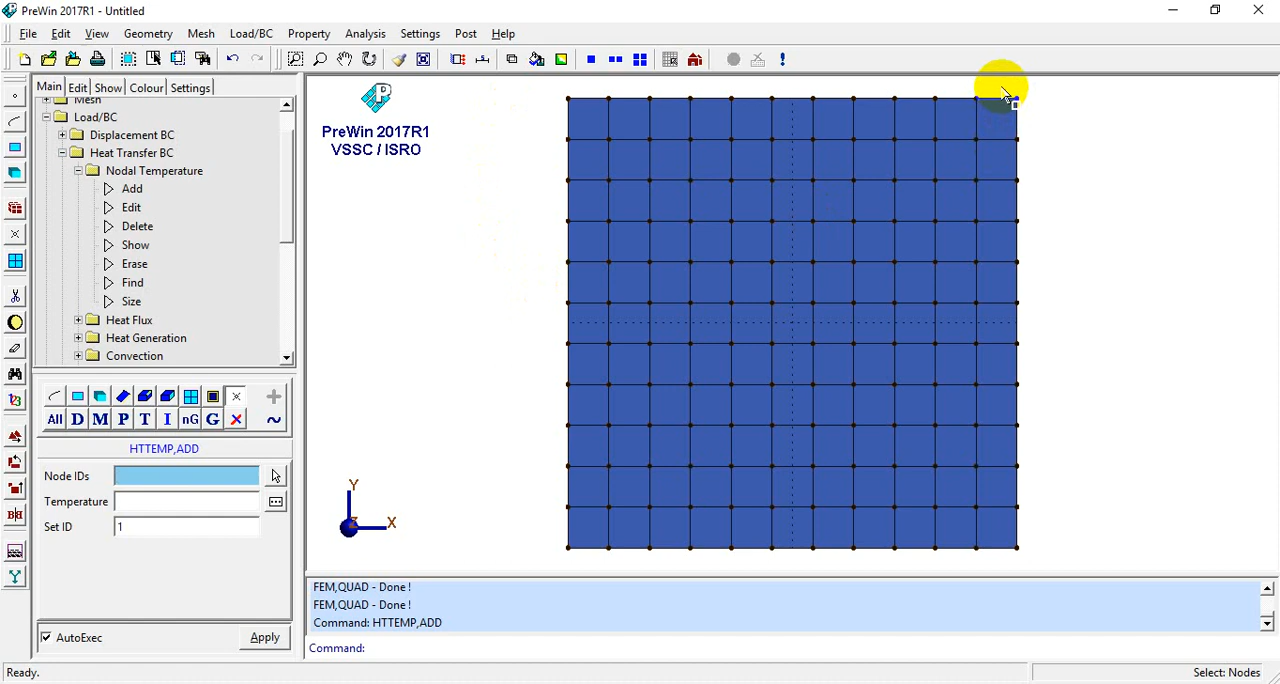 PreWin 2017R1 - Untitled
File Edit View Geometry Mesh Load/BC Property Analysis Settings Post Help
Main Edit Show Colour Settings
Mesh
Load/BC
Displacement BC
Heat Transfer BC
Nodal Temperature
Add
Edit
Delete
Show
Erase
Find
Size
Heat Flux
Heat Generation
Convection
All D M P T I nG G X
HTTEMP,ADD
Node IDs
Temperature
Set ID 1
AutoExec Apply
PreWin 2017R1
VSSC / ISRO
Y
Z X
FEM,QUAD - Done !
FEM,QUAD - Done !
Command: HTTEMP,ADD
Command:
Ready. Select: Nodes